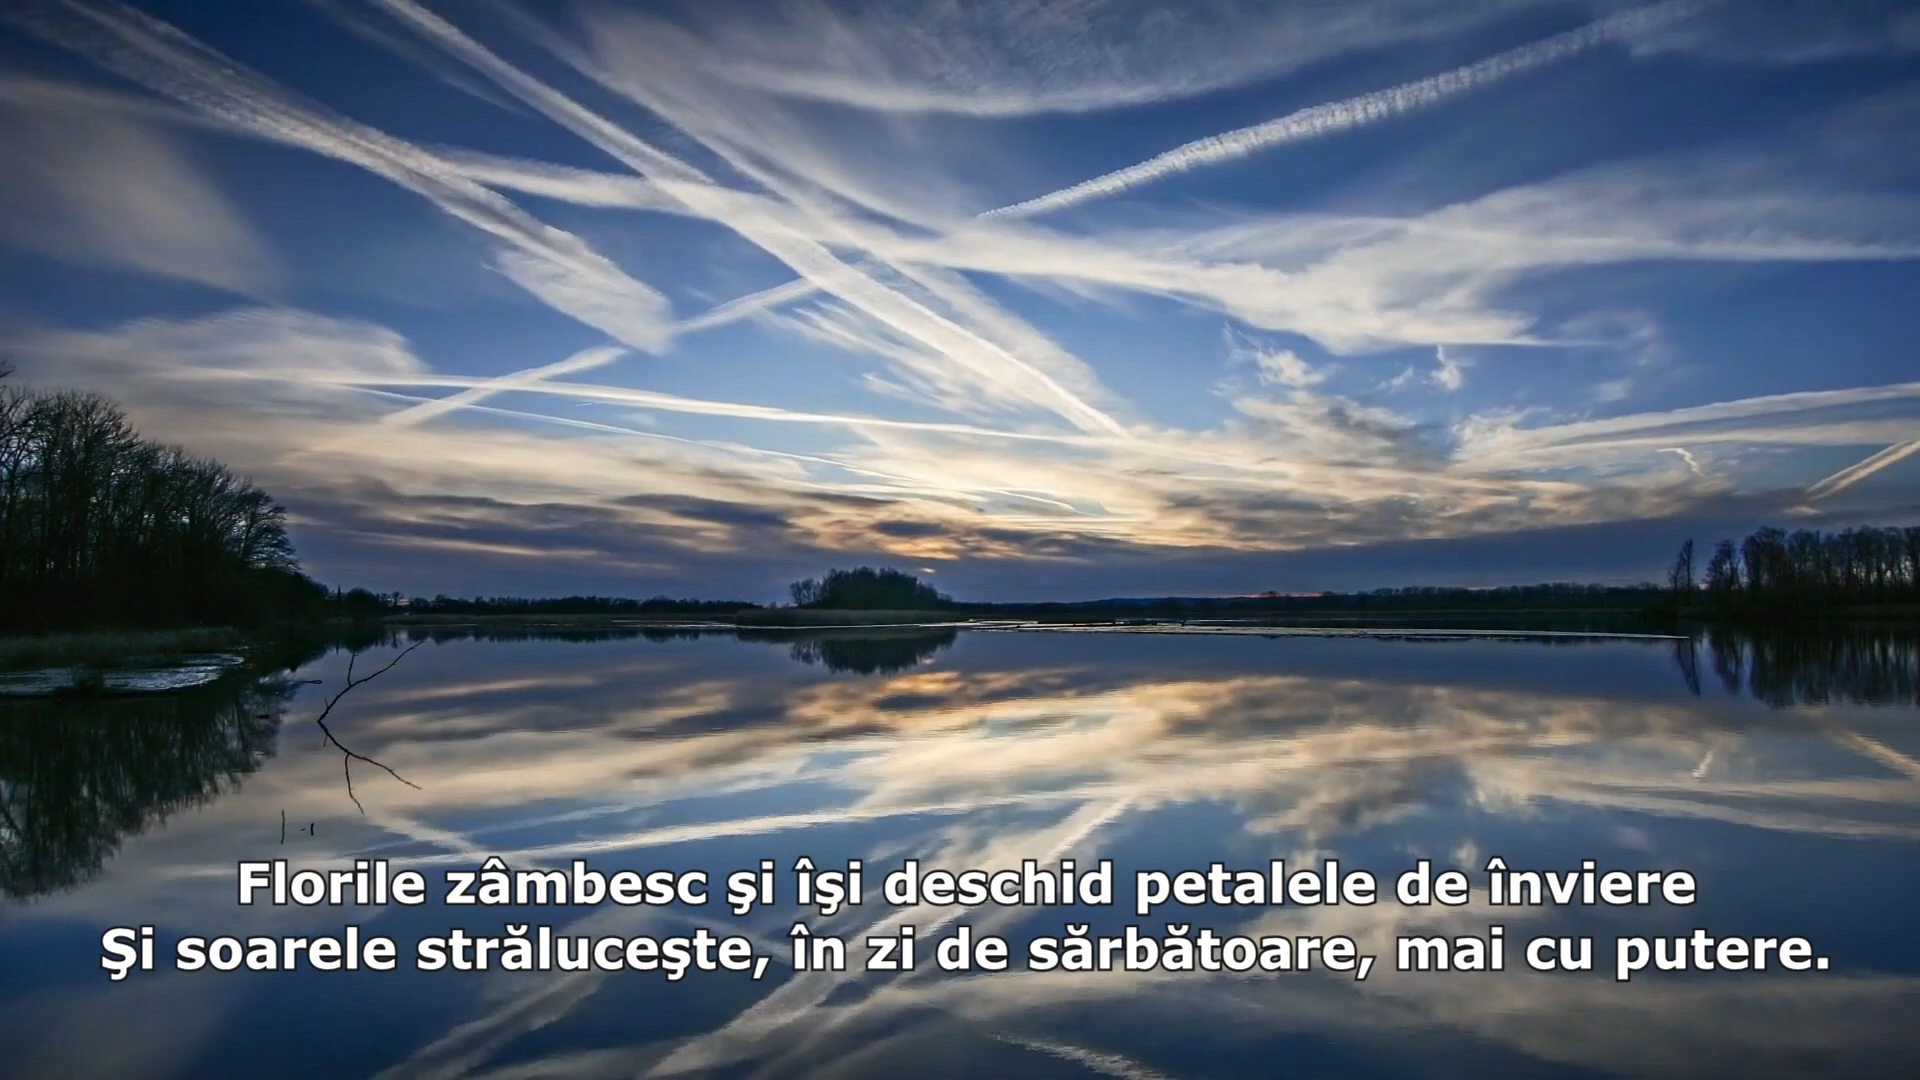 Florile zâmbesc şi îşi deschid petalele de înviere
Şi soarele străluceşte, în zi de sărbătoare, mai cu putere.